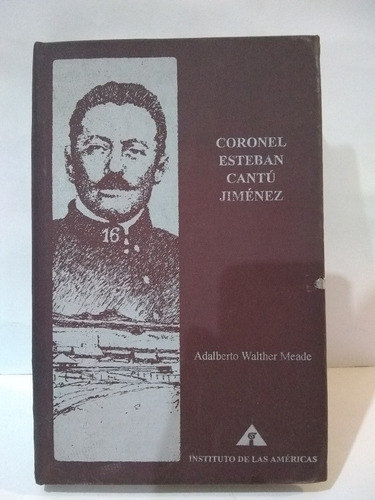 CORONEL
ESTEBAN
CANTÚ
JIMÉNEZ
16
Adalberto Walther Meade
INSTITUTO DE LAS AMÉRICAS